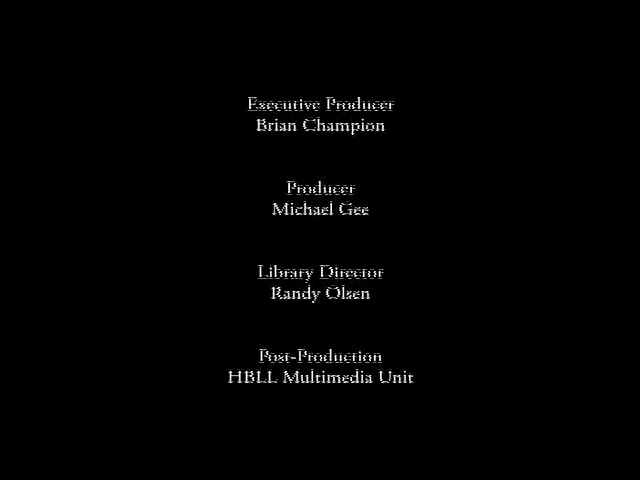 Executive Producer
Brian Champion
Producer
Michael Gee
Library Director
Randy Olsen
Post-Production
HBLL Multimedia Unit